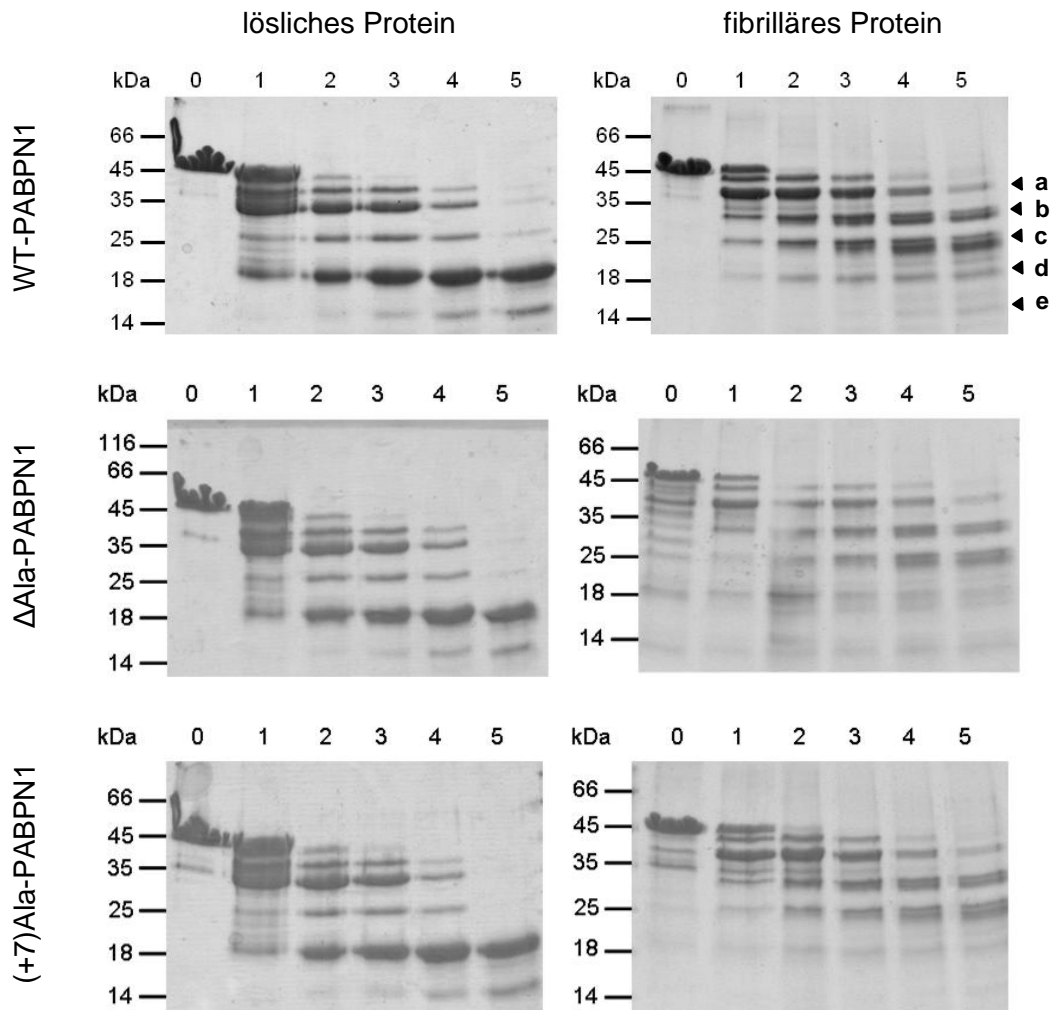 lösliches Protein
fibrilläres Protein
WT-PABPN1
kDa 0 1 2 3 4 5
66
45
35
25
18
14
kDa 0 1 2 3 4 5
66
45
35
25
18
14
a
b
c
d
e
ΔAla-PABPN1
kDa 0 1 2 3 4 5
116
66
45
35
25
18
14
kDa 0 1 2 3 4 5
66
45
35
25
18
14
(+7)Ala-PABPN1
kDa 0 1 2 3 4 5
66
45
35
25
18
14
kDa 0 1 2 3 4 5
66
45
35
25
18
14